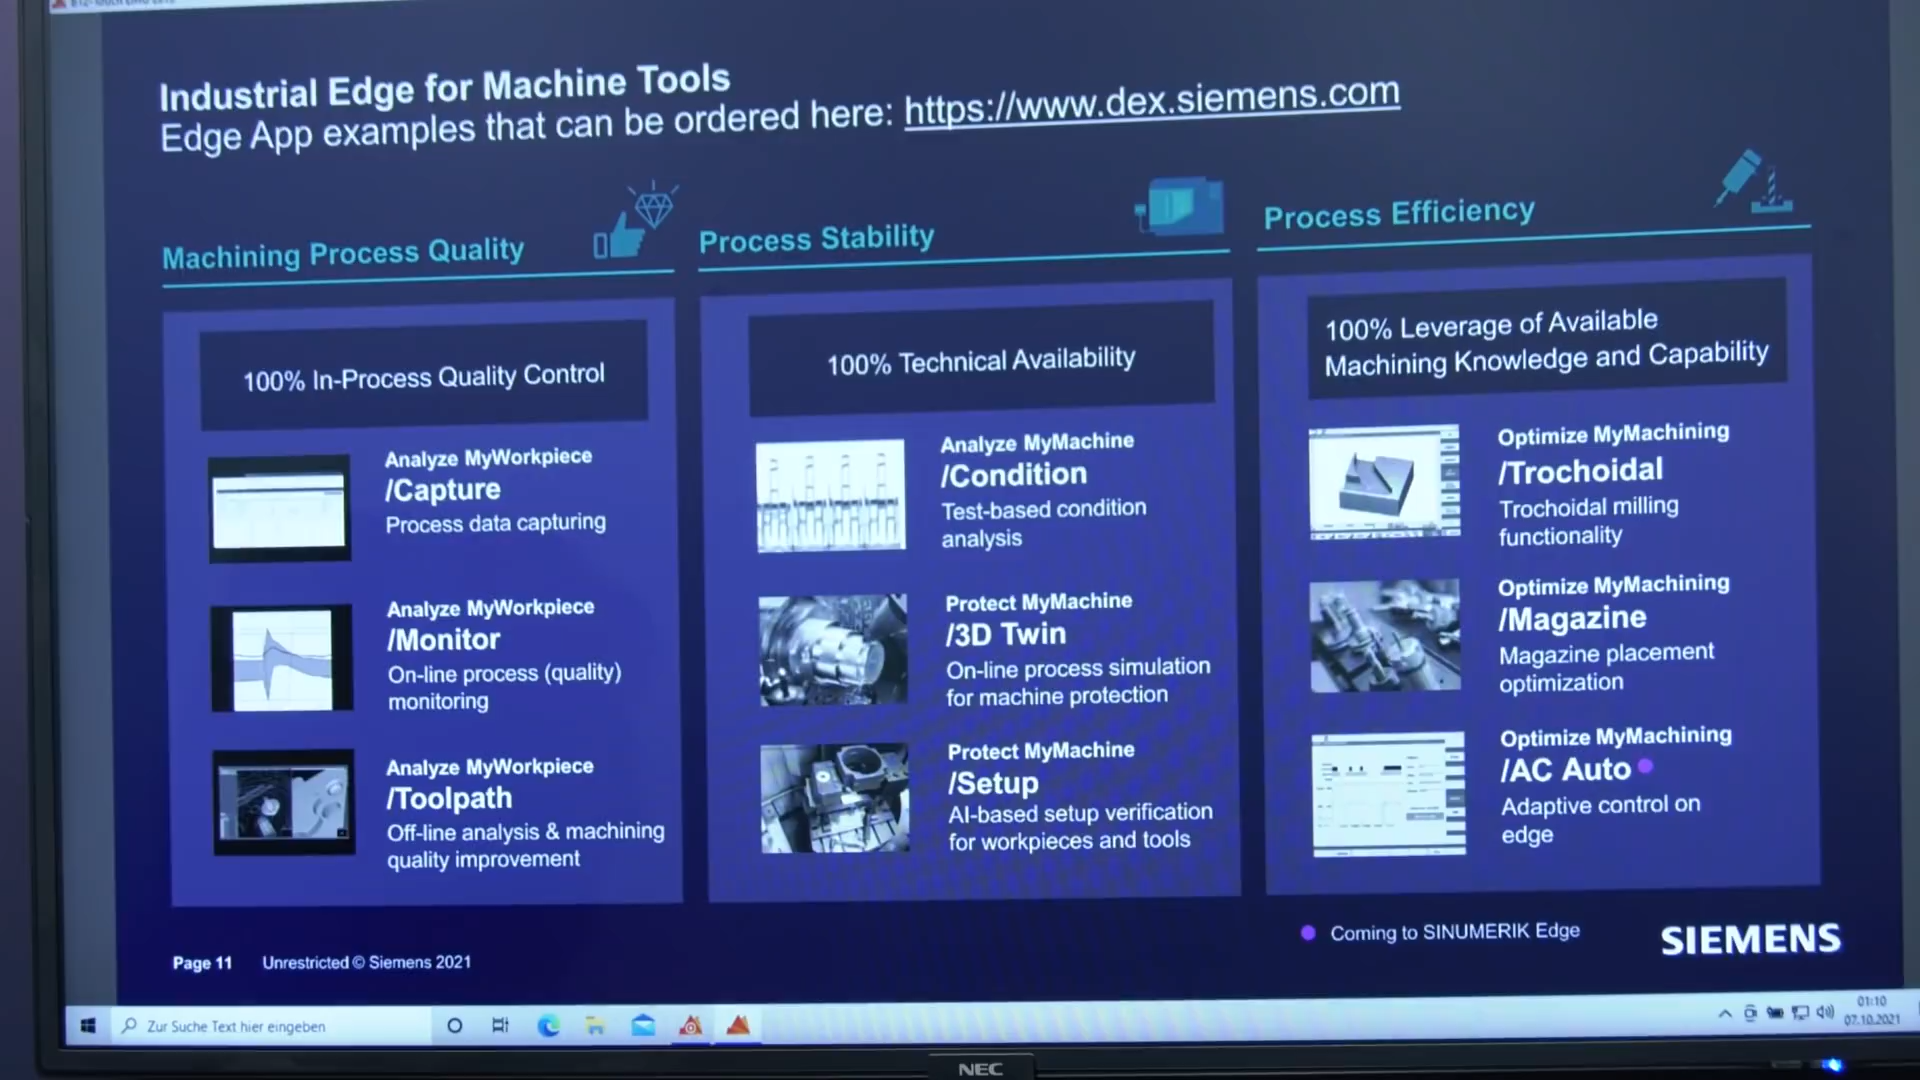 Industrial Edge for Machine Tools
Edge App examples that can be ordered here: https://www.dex.siemens.com
Machining Process Quality
100% In-Process Quality Control
Analyze MyWorkpiece
/Capture
Process data capturing
Analyze MyWorkpiece
/Monitor
On-line process (quality)
monitoring
Analyze MyWorkpiece
/Toolpath
Off-line analysis & machining
quality improvement
Process Stability
100% Technical Availability
Analyze MyMachine
/Condition
Test-based condition
analysis
Protect MyMachine
/3D Twin
On-line process simulation
for machine protection
Protect MyMachine
/Setup
AI-based setup verification
for workpieces and tools
Process Efficiency
100% Leverage of Available
Machining Knowledge and Capability
Optimize MyMachining
/Trochoidal
Trochoidal milling
functionality
Optimize MyMachining
/Magazine
Magazine placement
optimization
Optimize MyMachining
/AC Auto
Adaptive control on
edge
Coming to SINUMERIK Edge
SIEMENS
Page 11 Unrestricted © Siemens 2021
Zur Suche Text hier eingeben
01:10
07.10.2021
NEC